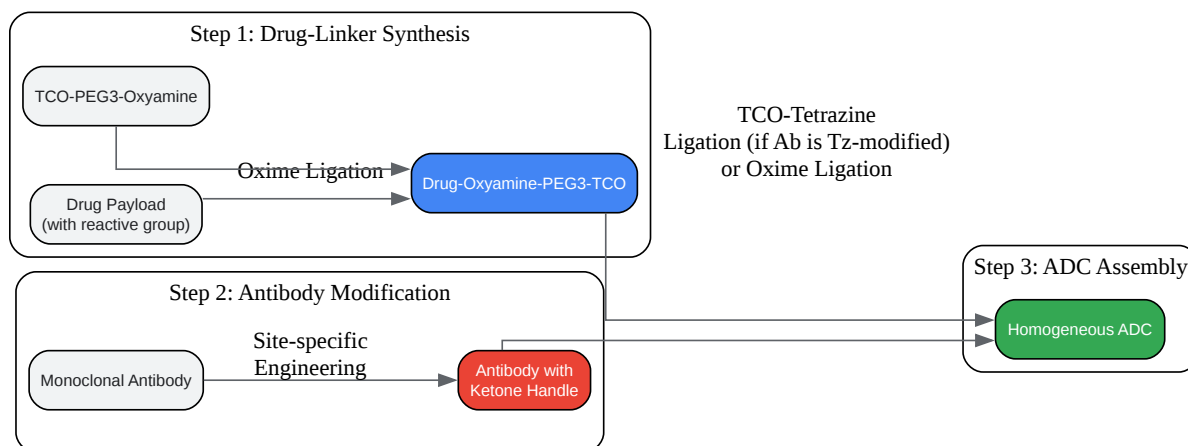 Step 1: Drug-Linker Synthesis
TCO-PEG3-Oxyamine
Oxime Ligation
Drug Payload
(with reactive group)
Drug-Oxyamine-PEG3-TCO
TCO-Tetrazine
Ligation (if Ab is Tz-modified)
or Oxime Ligation
Step 2: Antibody Modification
Monoclonal Antibody
Site-specific
Engineering
Antibody with
Ketone Handle
Step 3: ADC Assembly
Homogeneous ADC